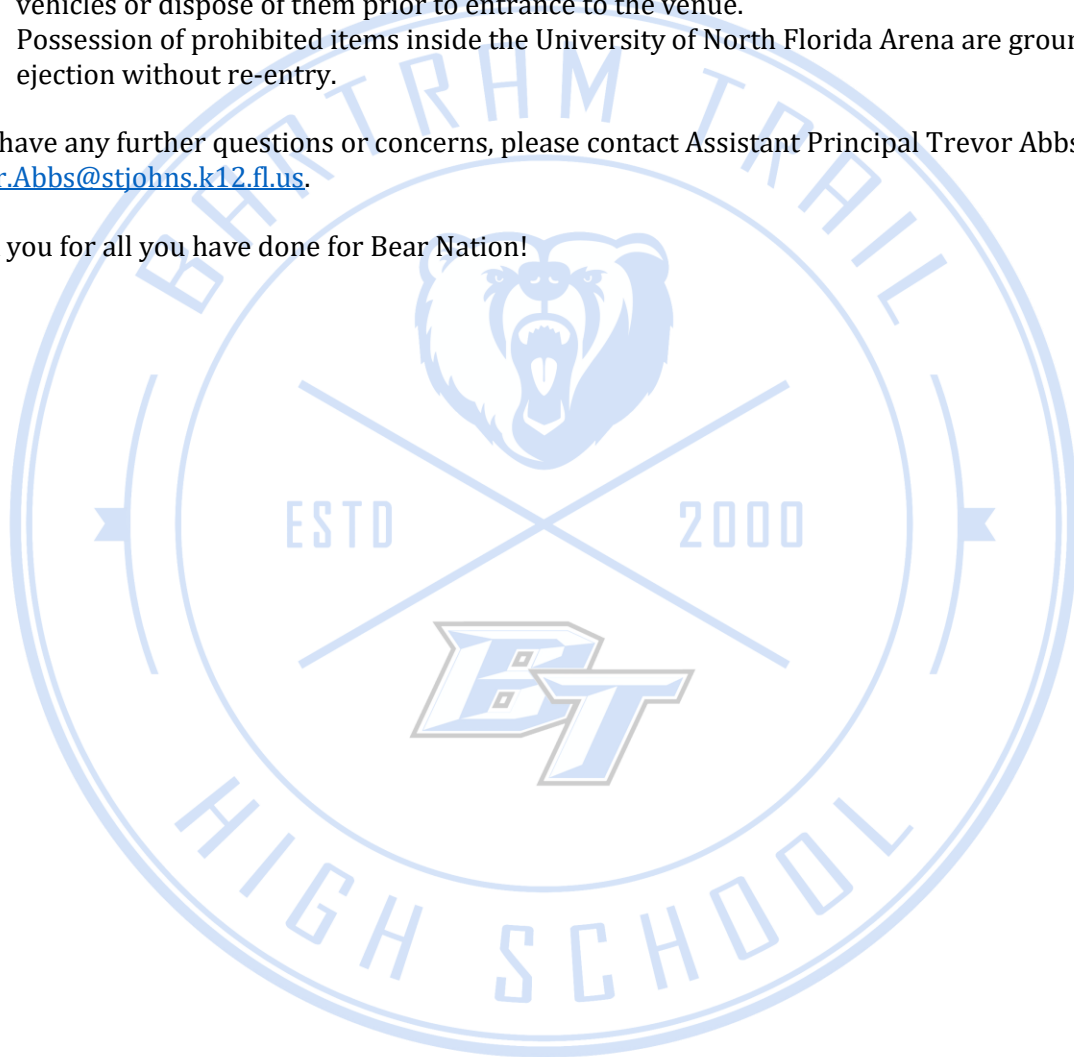 vehicles or dispose of them prior to entrance to the venue.
Possession of prohibited items inside the University of North Florida Arena are groun
ejection without re-entry.
have any further questions or concerns, please contact Assistant Principal Trevor Abbs
r.Abbs@stjohns.k12.fl.us.
you for all you have done for Bear Nation!
BARTRAM TRAIL
ESTD 2000
BT
HIGH SCHOOL